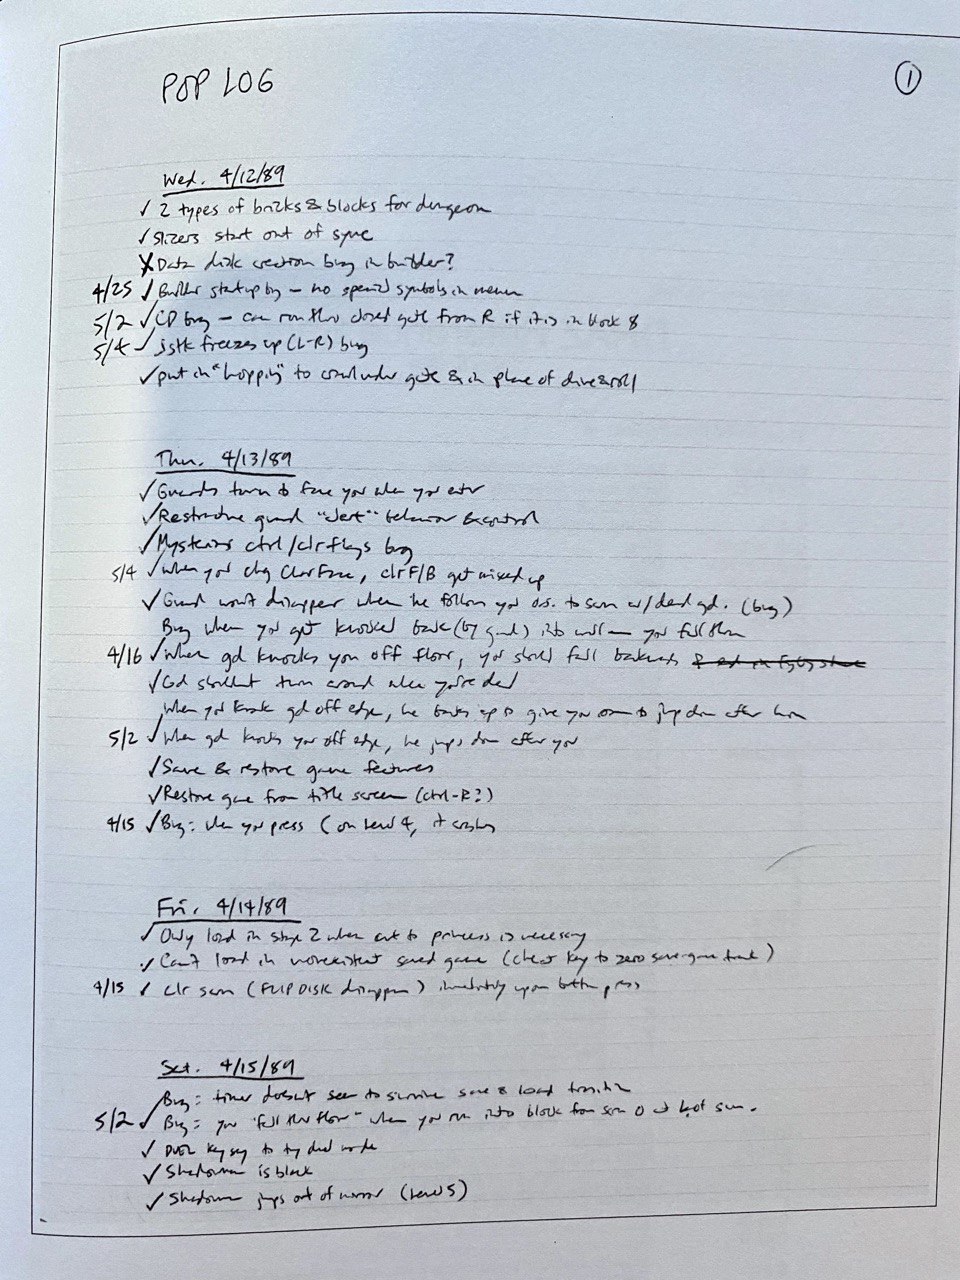 POP LOG
1
Wed. 4/12/89
✓ 2 types of bricks & blocks for dungeon
✓ Slicers start out of sync
X Data disk creation bug in builder?
4/25 ✓ Builder startup bug – no special symbols in menu
5/2 ✓ CD bug – can run thru closed gate from R if it is in block 8
5/4 ✓ jstk freezes up (L-R) bug
✓ put in "hopping" to crawl under gate & in place of dive & roll
Thu. 4/13/89
✓ Guards turn to face you when you enter
✓ Restructure guard "alert" behavior & control
✓ Mysterious ctrl/clrflags bug
5/4 ✓ When you chg CharFace, clrF/B get mixed up
✓ Guard won't disappear when he follows you o.s. to scrn w/dead gd. (bug)
Bug when you get knocked back (by guard) into wall — you fall thru
4/16 ✓ When gd knocks you off floor, you should fall backwards
✓ Gd shouldn't turn around when you're dead
When you knock gd off edge, he backs up to give you room to jump down after him
5/2 ✓ When gd knocks you off edge, he jumps down after you
✓ Save & restore game features
✓ Restore game from title screen (ctrl-R?)
4/15 ✓ Bug: when you press ( on Level 4, it crashes
Fri. 4/14/89
✓ Only load in stage 2 when cut to princess is necessary
✓ Can't load in nonexistent saved game (cheat key to zero save-game track)
4/15 ✓ clr scrn (FLIP DISK disappears) immediately upon button press
Sat. 4/15/89
✓ Bug: timer doesn't seem to survive save & load transition
5/2 ✓ Bug: you "fall thru floor" when you run into block from scrn 0 → of scrn.
✓ key to try dual mode
✓ Shadowman is black
✓ Shadowman jumps out of mirror (Level 5)